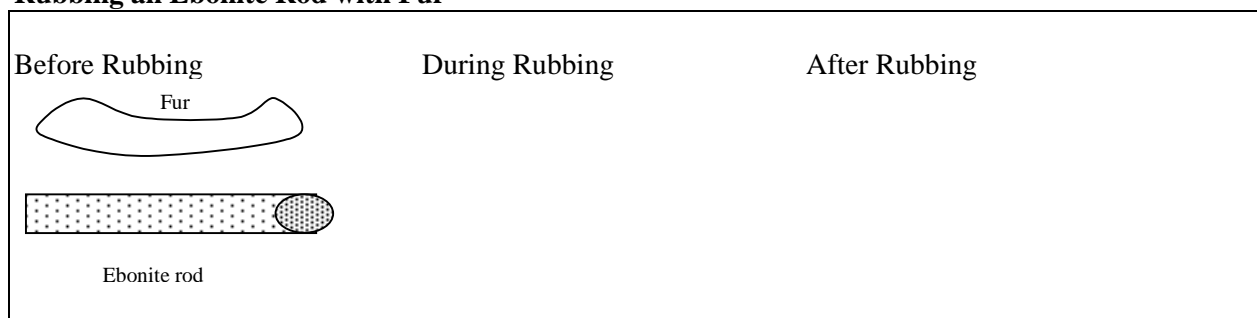 Rubbing an Ebonite Rod with Fur
Before Rubbing During Rubbing After Rubbing
Fur
Ebonite rod